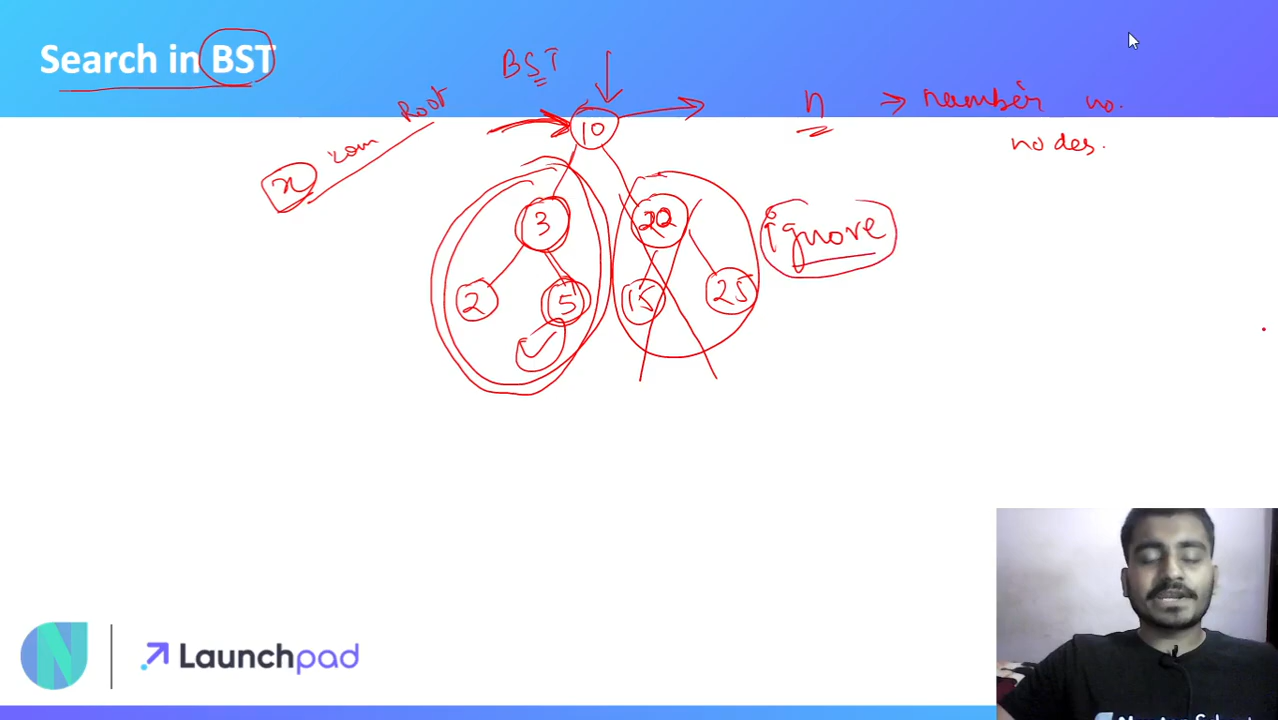 Search in BST
BST
Root
x
10
n → number no.
nodes.
3
20
ignore
2
5
15
25
N
Launchpad